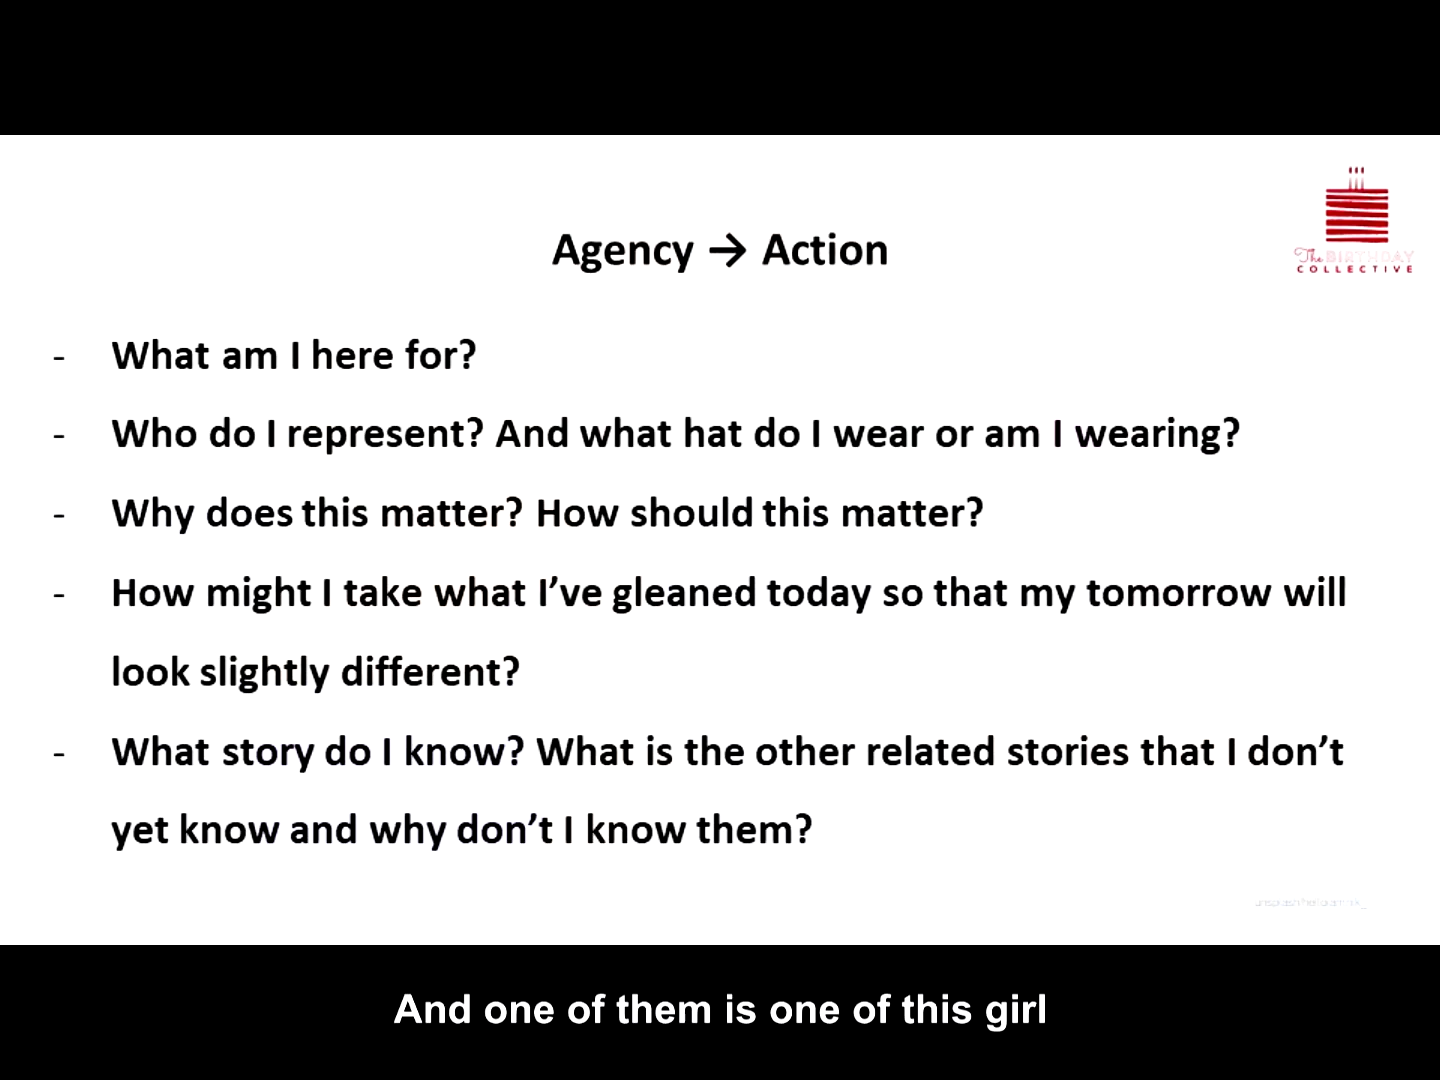 The BIRTHDAY
COLLECTIVE
Agency → Action
- What am I here for?
- Who do I represent? And what hat do I wear or am I wearing?
- Why does this matter? How should this matter?
- How might I take what I’ve gleaned today so that my tomorrow will
look slightly different?
- What story do I know? What is the other related stories that I don’t
yet know and why don’t I know them?
And one of them is one of this girl